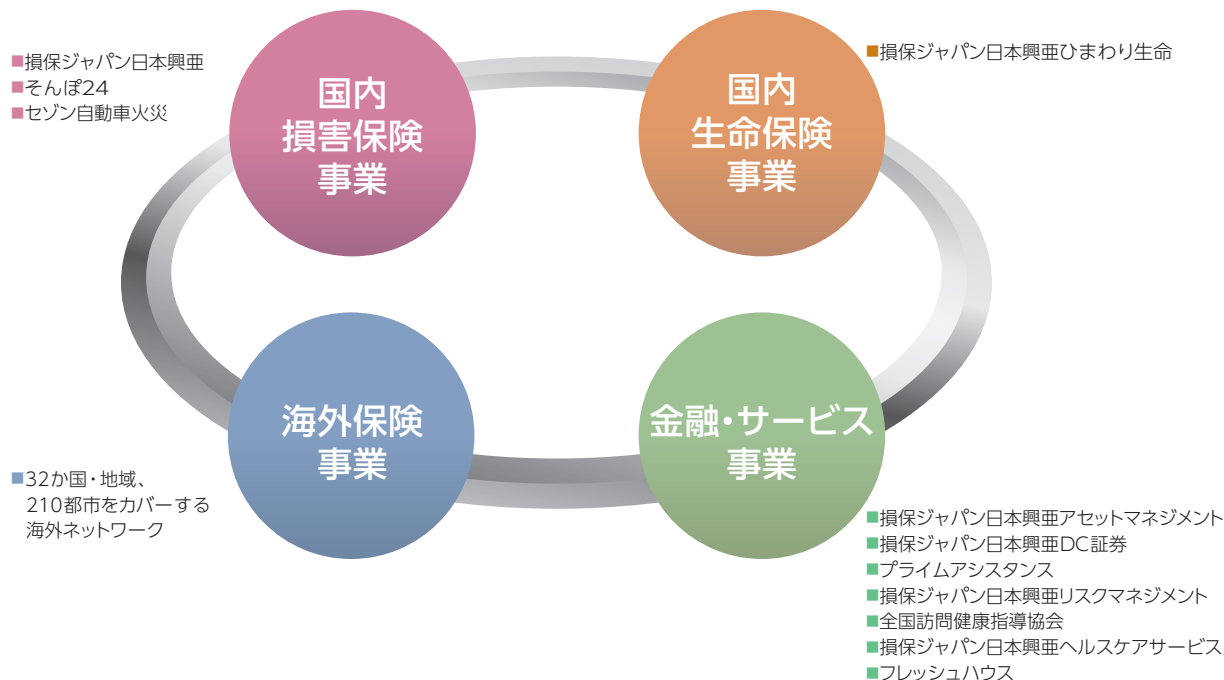 ■損保ジャパン日本興亜
■そんぽ24
■セゾン自動車火災
国内
損害保険
事業
国内
生命保険
事業
■損保ジャパン日本興亜ひまわり生命
海外保険
事業
■32か国・地域、
210都市をカバーする
海外ネットワーク
金融・サービス
事業
■損保ジャパン日本興亜アセットマネジメント
■損保ジャパン日本興亜DC証券
■プライムアシスタンス
■損保ジャパン日本興亜リスクマネジメント
■全国訪問健康指導協会
■損保ジャパン日本興亜ヘルスケアサービス
■フレッシュハウス